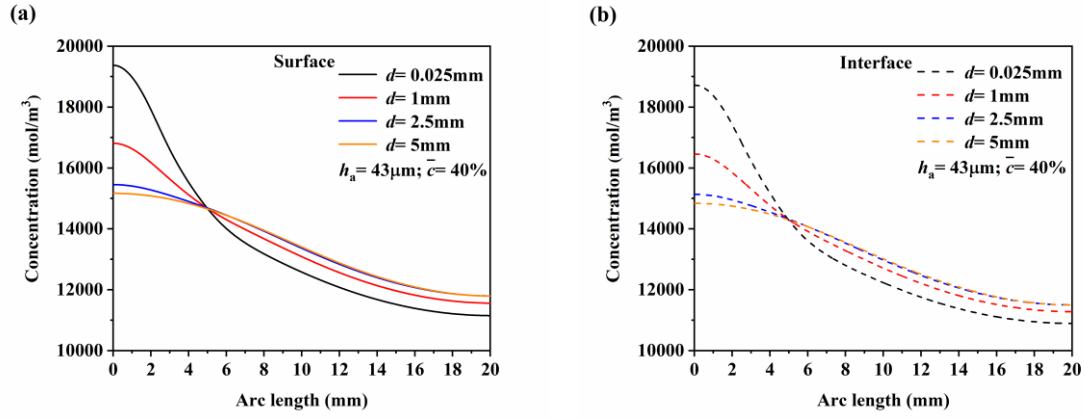 (a)
Surface
d= 0.025mm
d= 1mm
d= 2.5mm
d= 5mm
hₐ= 43μm; c̅= 40%
20000
18000
16000
14000
12000
10000
Concentration (mol/m³)
0 2 4 6 8 10 12 14 16 18 20
Arc length (mm)
(b)
Interface
d= 0.025mm
d= 1mm
d= 2.5mm
d= 5mm
hₐ= 43μm; c̅= 40%
20000
18000
16000
14000
12000
10000
Concentration (mol/m³)
0 2 4 6 8 10 12 14 16 18 20
Arc length (mm)